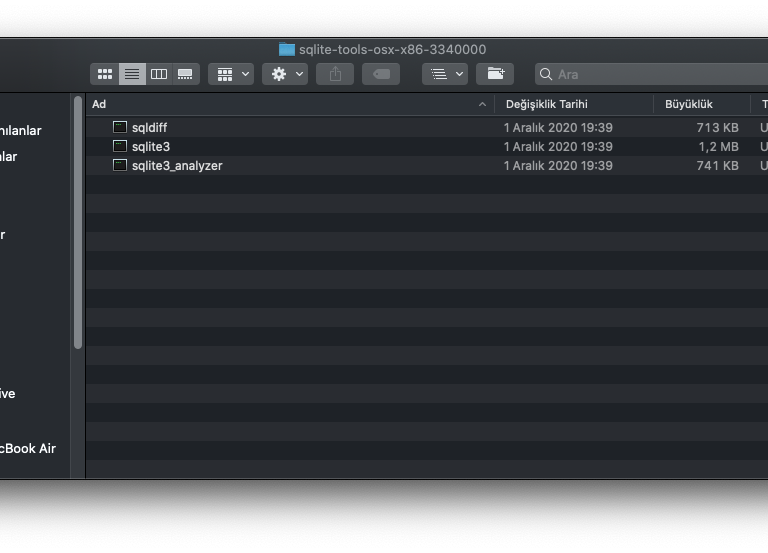 sqlite-tools-osx-x86-3340000
Ara
Ad Değişiklik Tarihi Büyüklük T
sqldiff 1 Aralık 2020 19:39 713 KB U
sqlite3 1 Aralık 2020 19:39 1,2 MB U
sqlite3_analyzer 1 Aralık 2020 19:39 741 KB U
nılanlar
lar
r
ive
cBook Air